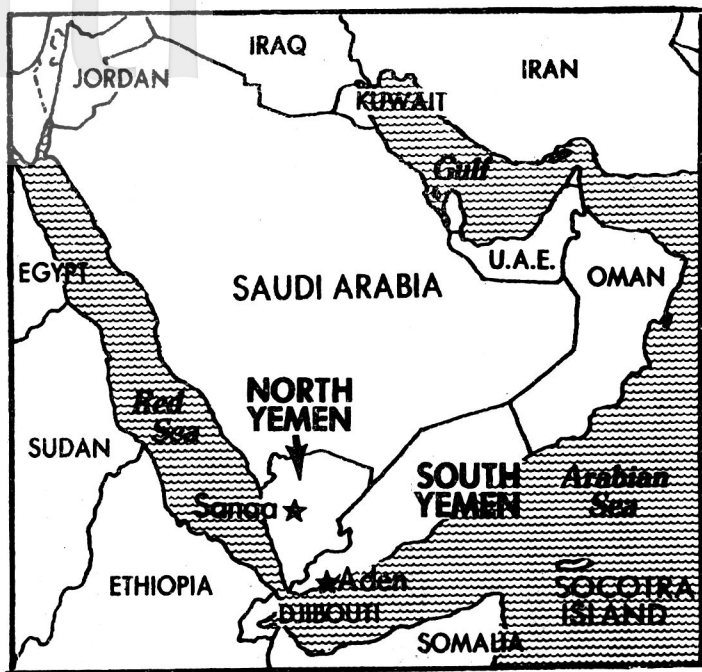 IRAQ
IRAN
JORDAN
KUWAIT
Gulf
EGYPT
U.A.E.
OMAN
SAUDI ARABIA
Red
Sea
NORTH
YEMEN
SUDAN
SOUTH
YEMEN
Arabian
Sea
Sanaa
ETHIOPIA
Aden
DJIBOUTI
SOCOTRA
ISLAND
SOMALIA